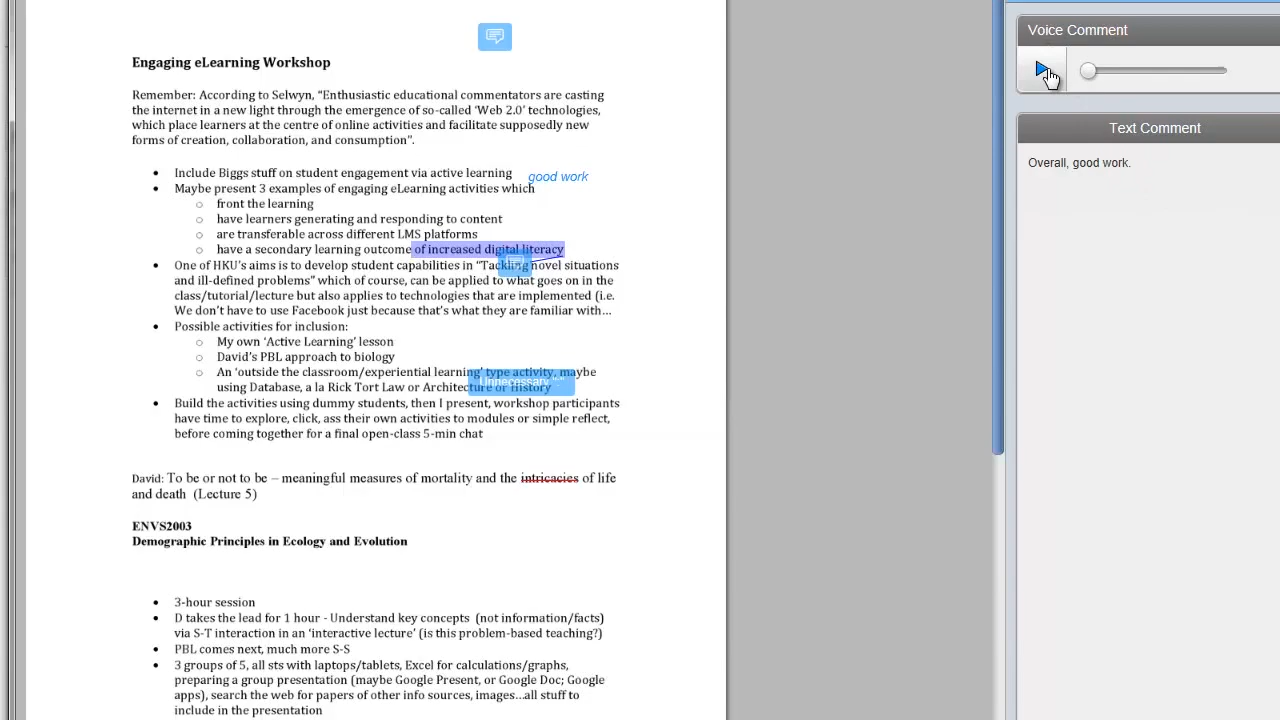 Engaging eLearning Workshop
Remember: According to Selwyn, “Enthusiastic educational commentators are casting
the internet in a new light through the emergence of so-called ‘Web 2.0’ technologies,
which place learners at the centre of online activities and facilitate supposedly new
forms of creation, collaboration, and consumption”.
• Include Biggs stuff on student engagement via active learning
good work
• Maybe present 3 examples of engaging eLearning activities which
○ front the learning
○ have learners generating and responding to content
○ are transferable across different LMS platforms
○ have a secondary learning outcome of increased digital literacy
• One of HKU’s aims is to develop student capabilities in “Tacking novel situations
and ill-defined problems” which of course, can be applied to what goes on in the
class/tutorial/lecture but also applies to technologies that are implemented (i.e.
We don’t have to use Facebook just because that’s what they are familiar with…
• Possible activities for inclusion:
○ My own ‘Active Learning’ lesson
○ David’s PBL approach to biology
○ An ‘outside the classroom/experiential learning’ type activity, maybe
Unnecessary "."
using Database, a la Rick Tort Law or Architecture or History
• Build the activities using dummy students, then I present, workshop participants
have time to explore, click, ass their own activities to modules or simple reflect,
before coming together for a final open-class 5-min chat
David: To be or not to be – meaningful measures of mortality and the intricacies of life
and death (Lecture 5)
ENVS2003
Demographic Principles in Ecology and Evolution
• 3-hour session
• D takes the lead for 1 hour - Understand key concepts (not information/facts)
via S-T interaction in an ‘interactive lecture’ (is this problem-based teaching?)
• PBL comes next, much more S-S
• 3 groups of 5, all sts with laptops/tablets, Excel for calculations/graphs,
preparing a group presentation (maybe Google Present, or Google Doc; Google
apps), search the web for papers of other info sources, images…all stuff to
include in the presentation
Voice Comment
Text Comment
Overall, good work.